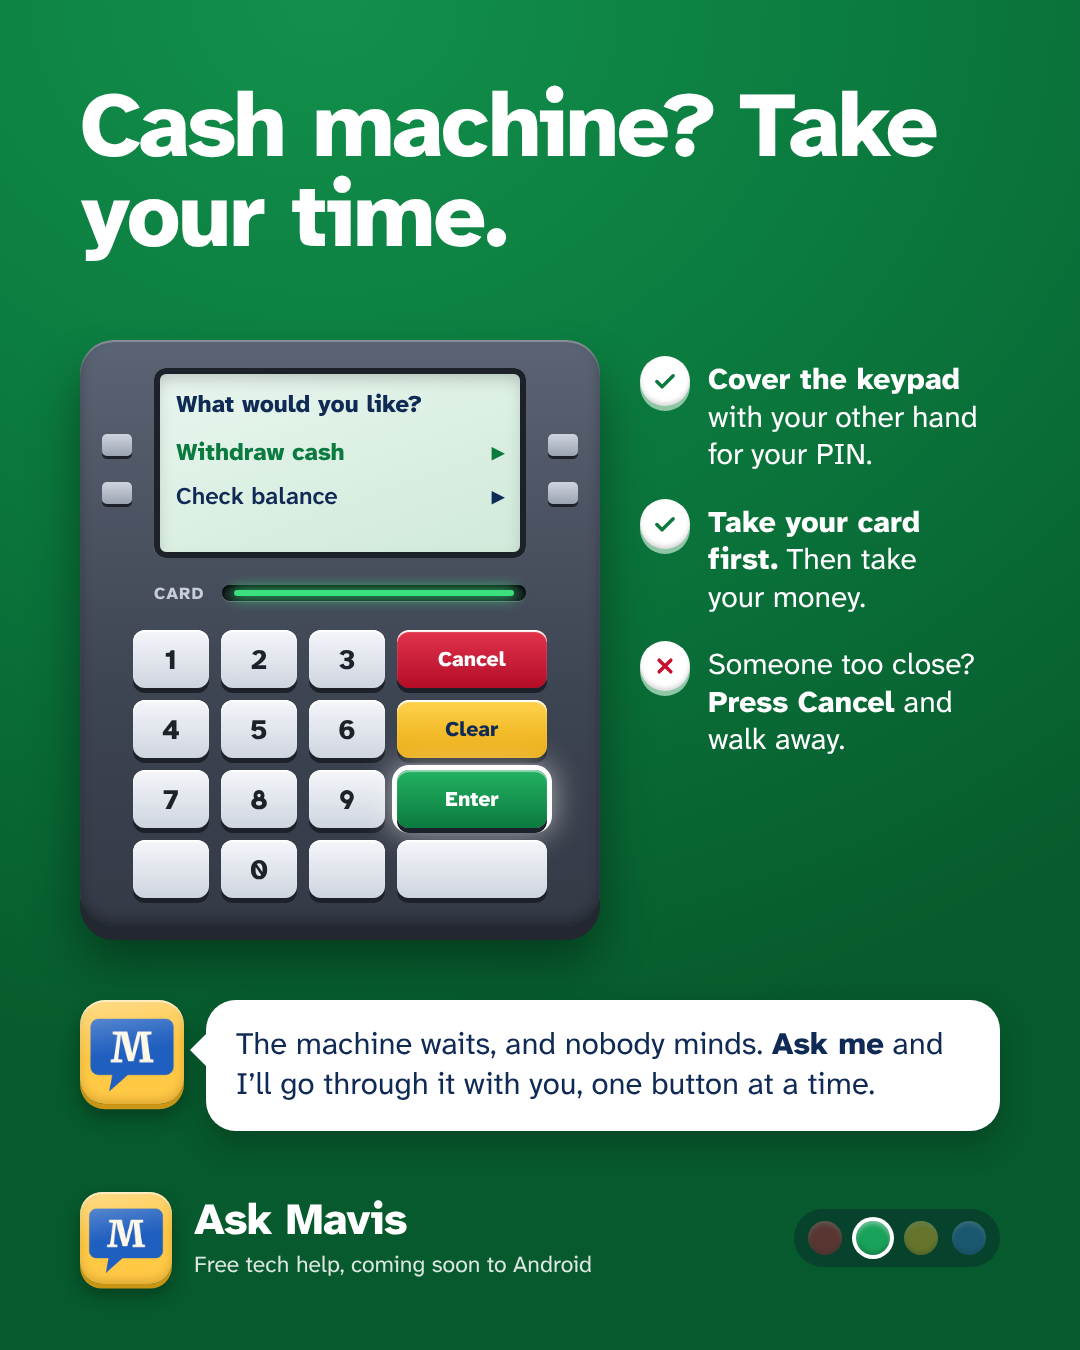 Cash machine? Take
your time.
What would you like?
Withdraw cash
Check balance
CARD
1 2 3 Cancel
4 5 6 Clear
7 8 9 Enter
0
Cover the keypad
with your other hand
for your PIN.
Take your card
first. Then take
your money.
Someone too close?
Press Cancel and
walk away.
M
The machine waits, and nobody minds. Ask me and
I’ll go through it with you, one button at a time.
M
Ask Mavis
Free tech help, coming soon to Android